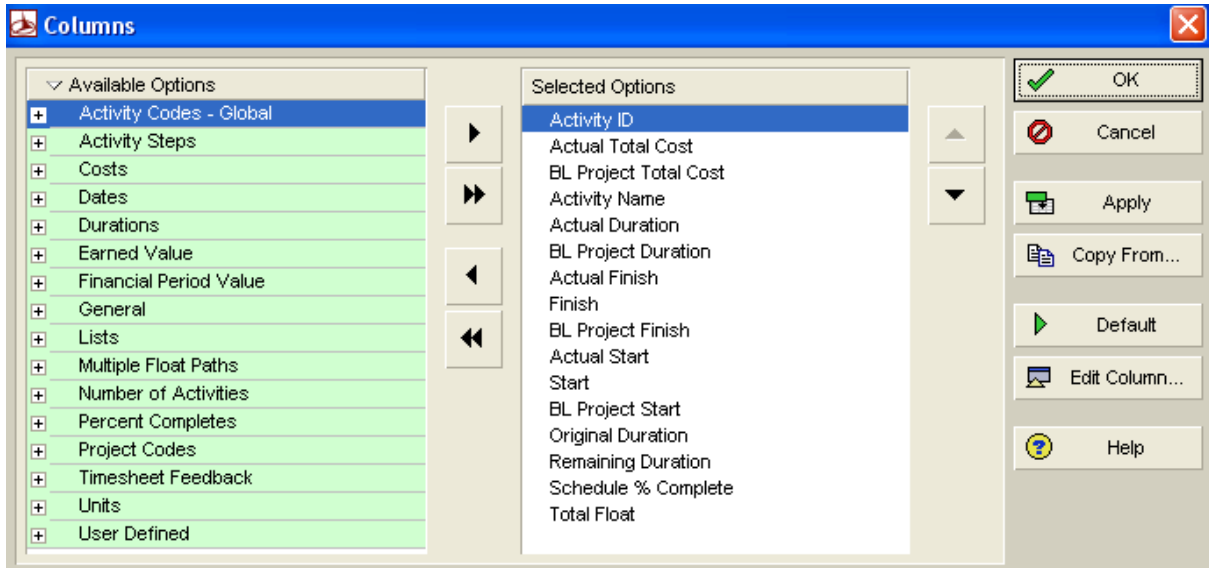 Columns
Available Options
Activity Codes - Global
Activity Steps
Costs
Dates
Durations
Earned Value
Financial Period Value
General
Lists
Multiple Float Paths
Number of Activities
Percent Completes
Project Codes
Timesheet Feedback
Units
User Defined
Selected Options
Activity ID
Actual Total Cost
BL Project Total Cost
Activity Name
Actual Duration
BL Project Duration
Actual Finish
Finish
BL Project Finish
Actual Start
Start
BL Project Start
Original Duration
Remaining Duration
Schedule % Complete
Total Float
OK
Cancel
Apply
Copy From...
Default
Edit Column...
Help